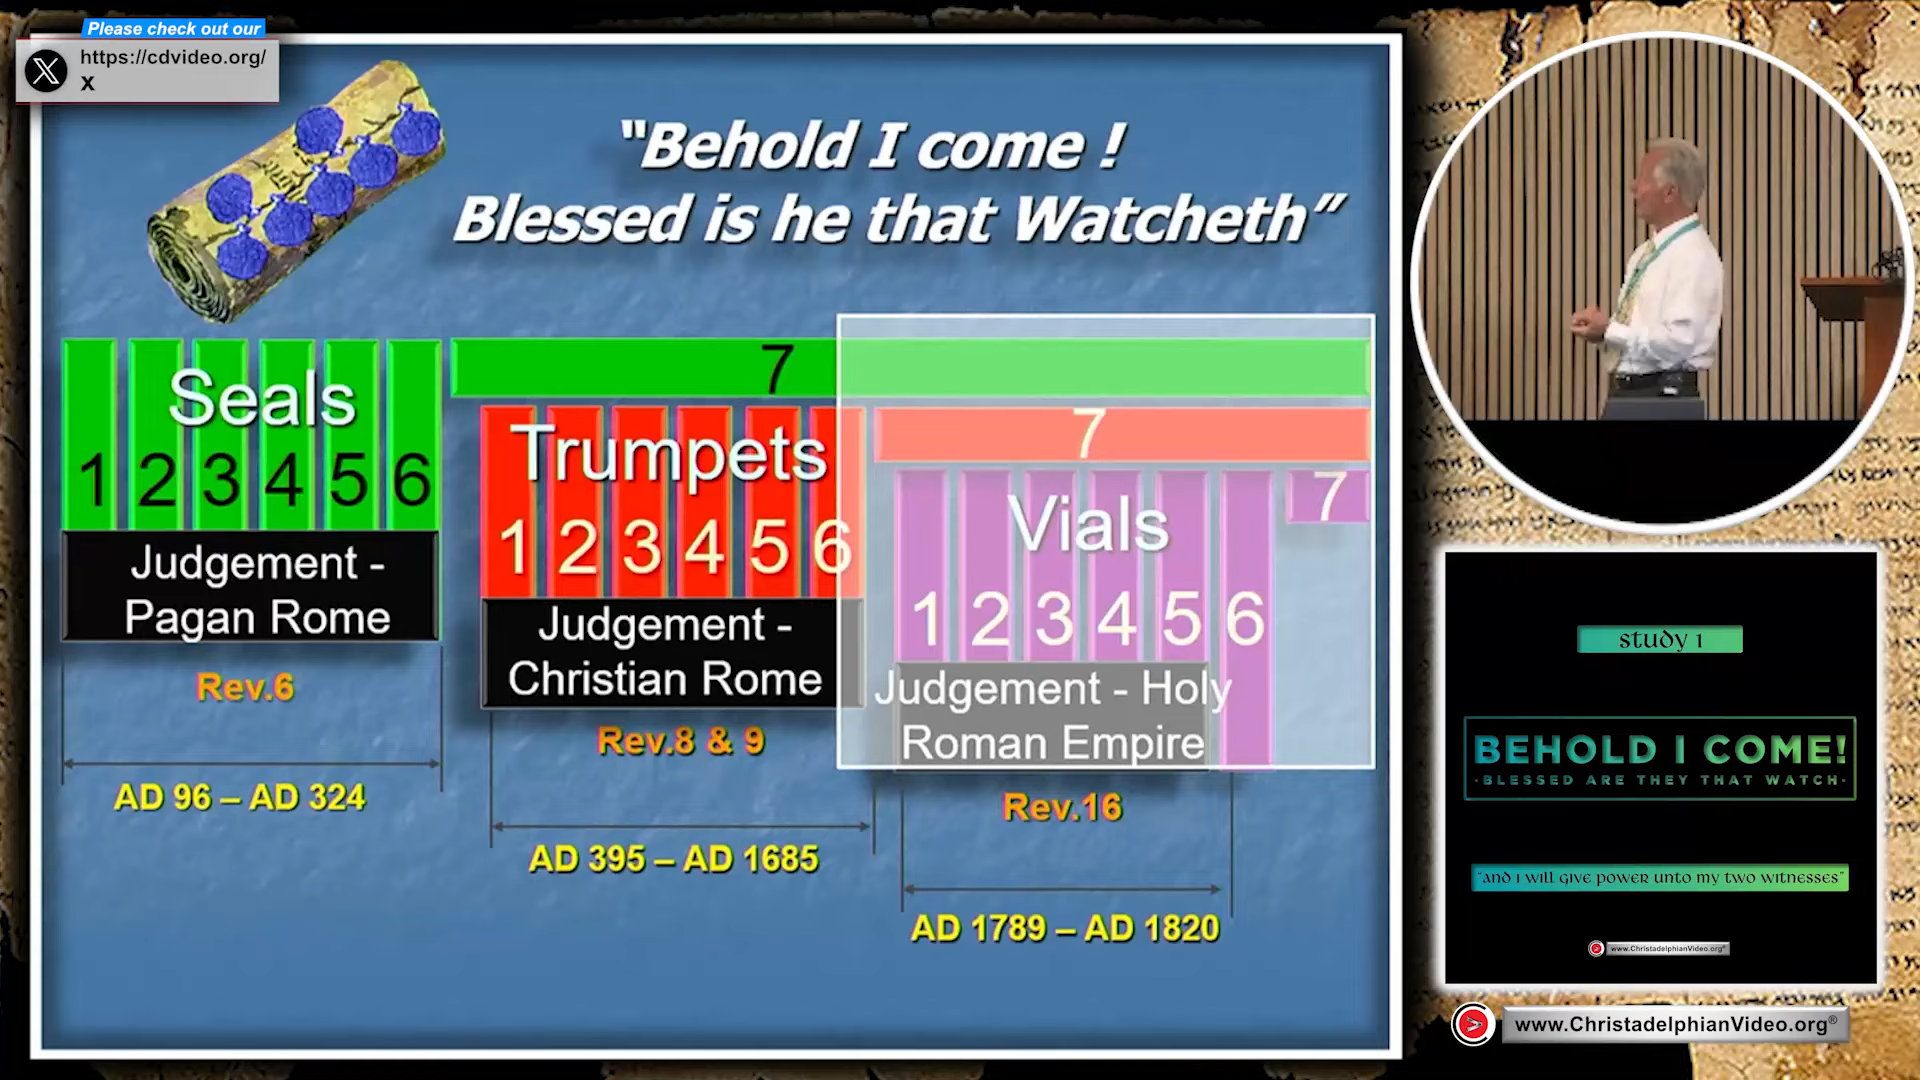 Please check out our
https://cdvideo.org/
x
“Behold I come !
Blessed is he that Watcheth”
Seals
1 2 3 4 5 6
7
Judgement -
Pagan Rome
Rev.6
AD 96 – AD 324
Trumpets
1 2 3 4 5 6
7
Judgement -
Christian Rome
Rev.8 & 9
AD 395 – AD 1685
Vials
1 2 3 4 5 6
7
Judgement - Holy
Roman Empire
Rev.16
AD 1789 – AD 1820
study 1
BEHOLD I COME!
·BLESSED ARE THEY THAT WATCH·
"And I will give power unto my two witnesses"
www.ChristadelphianVideo.org®
www.ChristadelphianVideo.org®